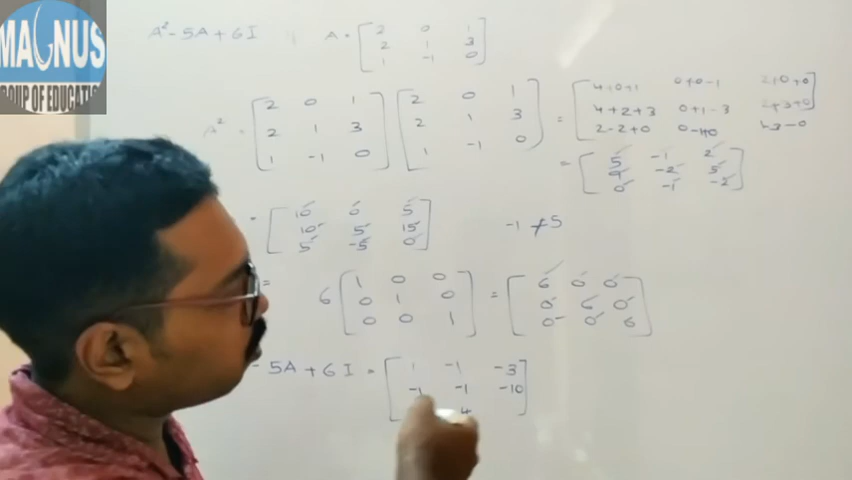 MAGNUS
GROUP OF EDUCATI
A² - 5A + 6I A = [2 0 1
2 1 3
1 -1 0]
A² = [2 0 1 [2 0 1 = [4+0+1 0+0-1 2+0+0
2 1 3 2 1 3 4+2+3 0+1-3 2+3+0]
1 -1 0] 1 -1 0] 2-2+0 0-1+0 1-3-0
= [5 -1 2
9 -2 5
0 -1 -2]
= [10 0 5
10 5 15 -1 ≠ 5
5 -5 0]
=
6 [1 0 0 = [6 0 0
0 1 0 0 6 0
0 0 1] 0 0 6]
- 5A + 6I = [1 -1 -3
-1 -1 -10
4]